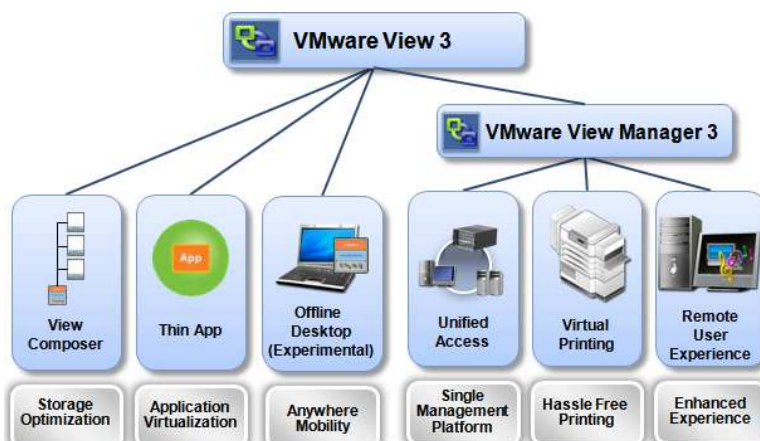 VMware View 3
VMware View Manager 3
View
Composer
App
Thin App
Offline
Desktop
(Experimental)
Unified
Access
Virtual
Printing
Remote
User
Experience
Storage
Optimization
Application
Virtualization
Anywhere
Mobility
Single
Management
Platform
Hassle Free
Printing
Enhanced
Experience